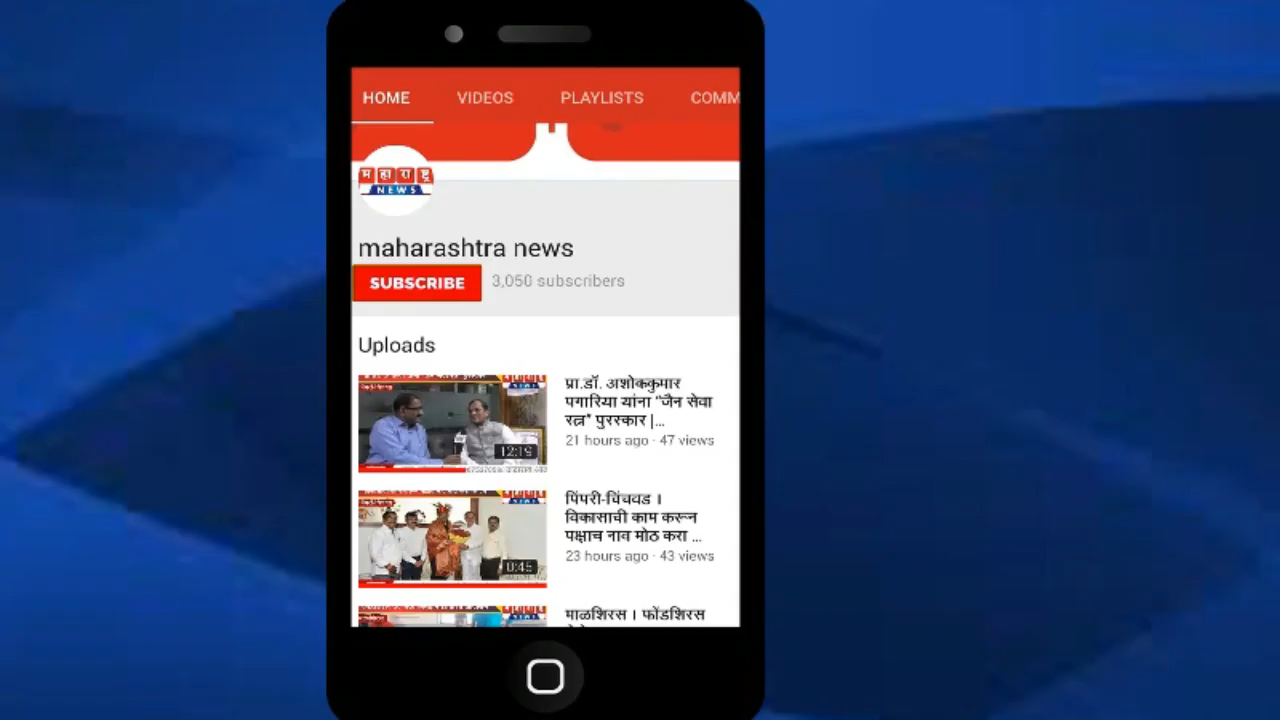 HOME VIDEOS PLAYLISTS COMM
म हा रा ष्ट्र
NEWS
maharashtra news
SUBSCRIBE 3,050 subscribers
Uploads
प्रा.डॉ. अशोककुमार
पगारिया यांना "जैन सेवा
रत्न" पुरस्कार |...
21 hours ago · 47 views
12:19
पिंपरी-चिंचवड ।
विकासाची काम करून
पक्षाच नाव मोठ करा ...
23 hours ago · 43 views
0:45
माळशिरस । फोंडशिरस